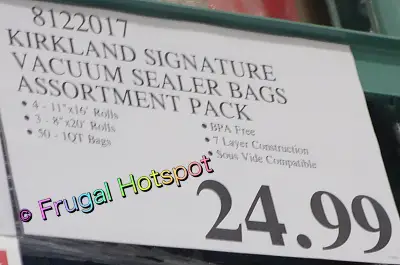 8122017
KIRKLAND SIGNATURE
VACUUM SEALER BAGS
ASSORTMENT PACK
• 4 - 11"x16' Rolls
• 3 - 8"x20' Rolls
• 50 - 1QT Bags
• BPA Free
• 7 Layer Construction
• Sous Vide Compatible
© Frugal Hotspot
24.99